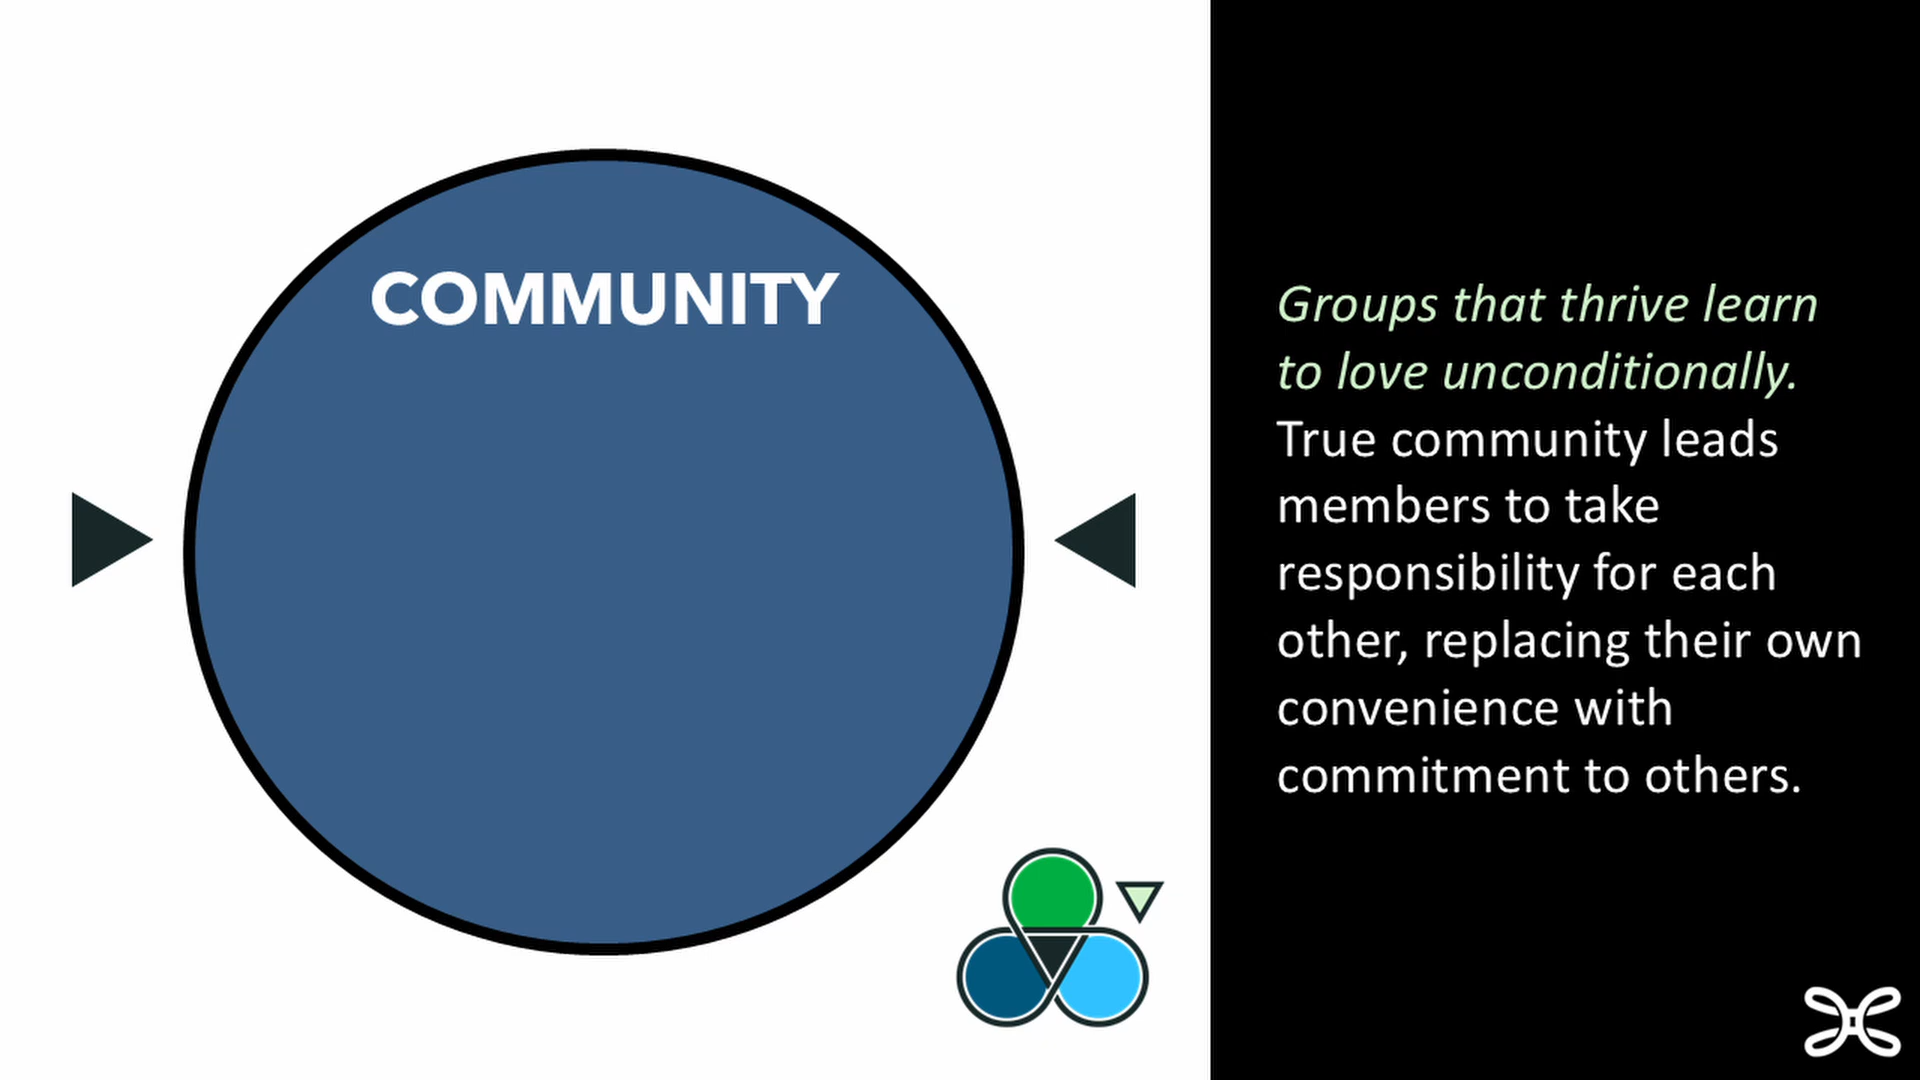 COMMUNITY
Groups that thrive learn
to love unconditionally.
True community leads
members to take
responsibility for each
other, replacing their own
convenience with
commitment to others.